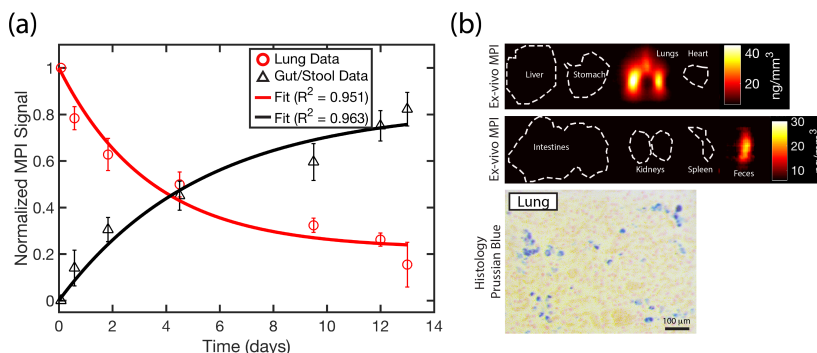 (a)
Normalized MPI Signal
1
0.8
0.6
0.4
0.2
0
0 2 4 6 8 10 12 14
Time (days)
Lung Data
Gut/Stool Data
Fit (R² = 0.951)
Fit (R² = 0.963)
(b)
Ex-vivo MPI
Liver
Stomach
Lungs
Heart
40
20
ng/mm³
Ex-vivo MPI
Intestines
Kidneys
Spleen
Feces
30
20
10
Histology
Prussian Blue
Lung
100 μm